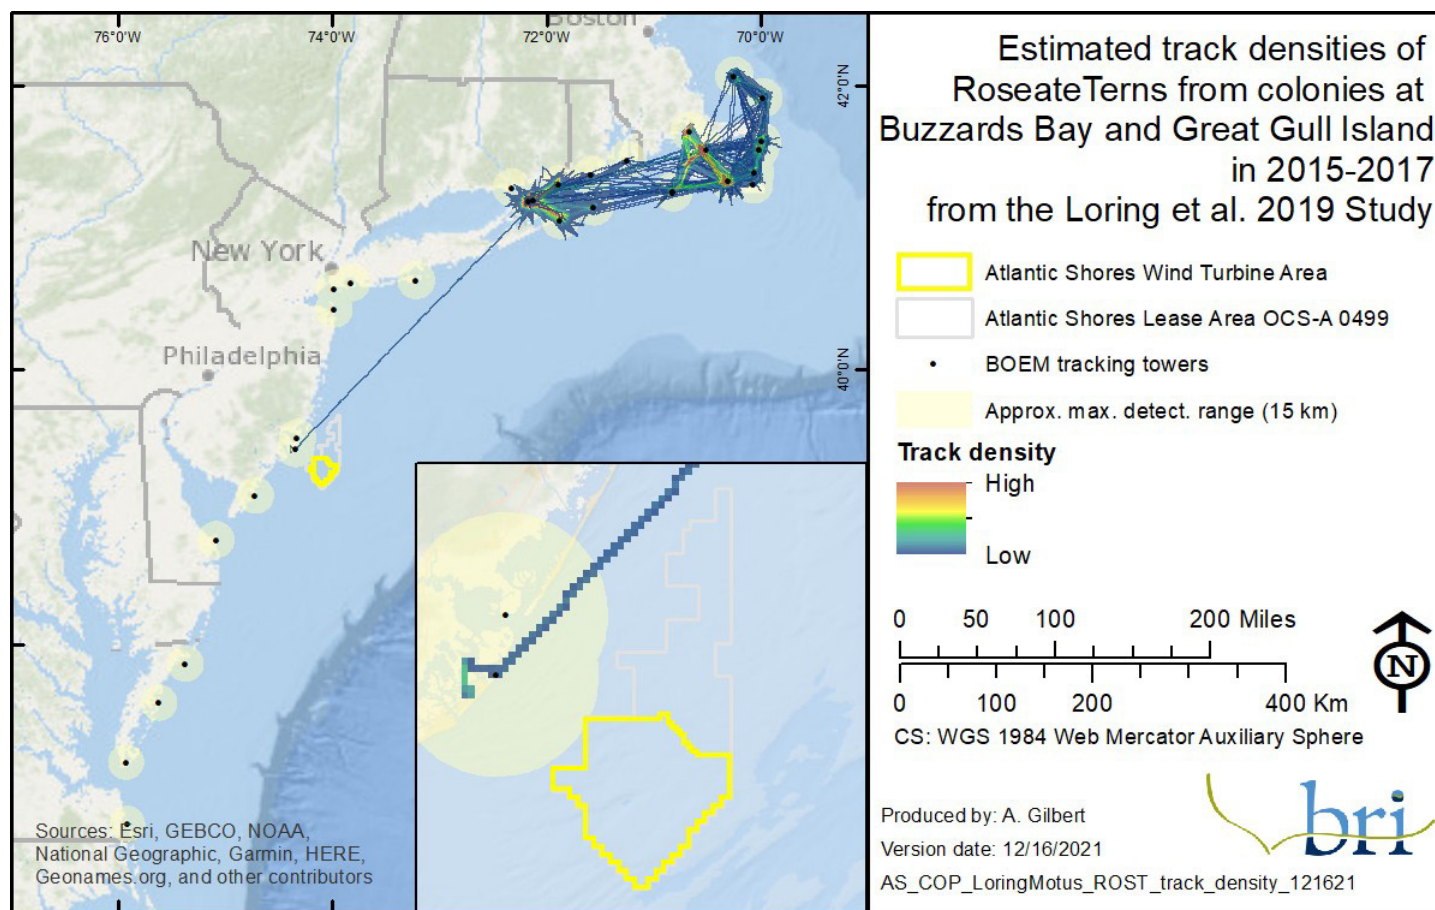 Boston
76°0'W
74°0'W
72°0'W
70°0'W
42°0'N
New York
Philadelphia
40°0'N
Sources: Esri, GEBCO, NOAA,
National Geographic, Garmin, HERE,
Geonames.org, and other contributors
Estimated track densities of
RoseateTerns from colonies at
Buzzards Bay and Great Gull Island
in 2015-2017
from the Loring et al. 2019 Study
Atlantic Shores Wind Turbine Area
Atlantic Shores Lease Area OCS-A 0499
BOEM tracking towers
Approx. max. detect. range (15 km)
Track density
High
Low
0 50 100 200 Miles
0 100 200 400 Km
N
CS: WGS 1984 Web Mercator Auxiliary Sphere
Produced by: A. Gilbert
Version date: 12/16/2021
AS_COP_LoringMotus_ROST_track_density_121621
bri